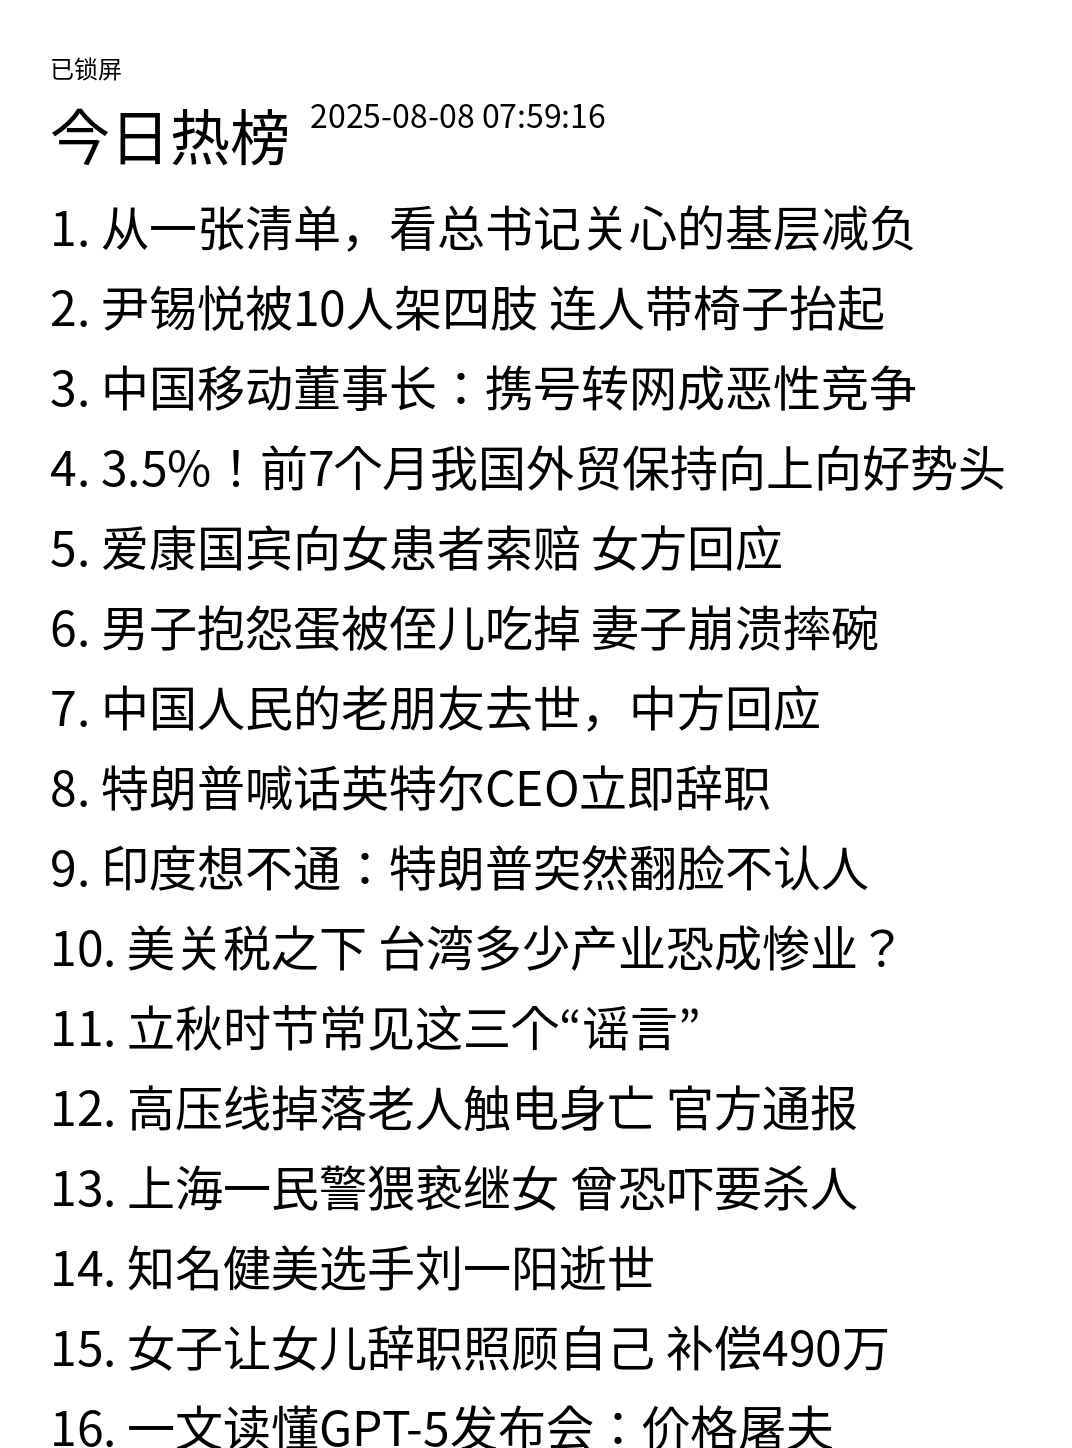 已锁屏
今日热榜 2025-08-08 07:59:16
1. 从一张清单，看总书记关心的基层减负
2. 尹锡悦被10人架四肢 连人带椅子抬起
3. 中国移动董事长：携号转网成恶性竞争
4. 3.5%！前7个月我国外贸保持向上向好势头
5. 爱康国宾向女患者索赔 女方回应
6. 男子抱怨蛋被侄儿吃掉 妻子崩溃摔碗
7. 中国人民的老朋友去世，中方回应
8. 特朗普喊话英特尔CEO立即辞职
9. 印度想不通：特朗普突然翻脸不认人
10. 美关税之下 台湾多少产业恐成惨业？
11. 立秋时节常见这三个“谣言”
12. 高压线掉落老人触电身亡 官方通报
13. 上海一民警猥亵继女 曾恐吓要杀人
14. 知名健美选手刘一阳逝世
15. 女子让女儿辞职照顾自己 补偿490万
16. 一文读懂GPT-5发布会：价格屠夫